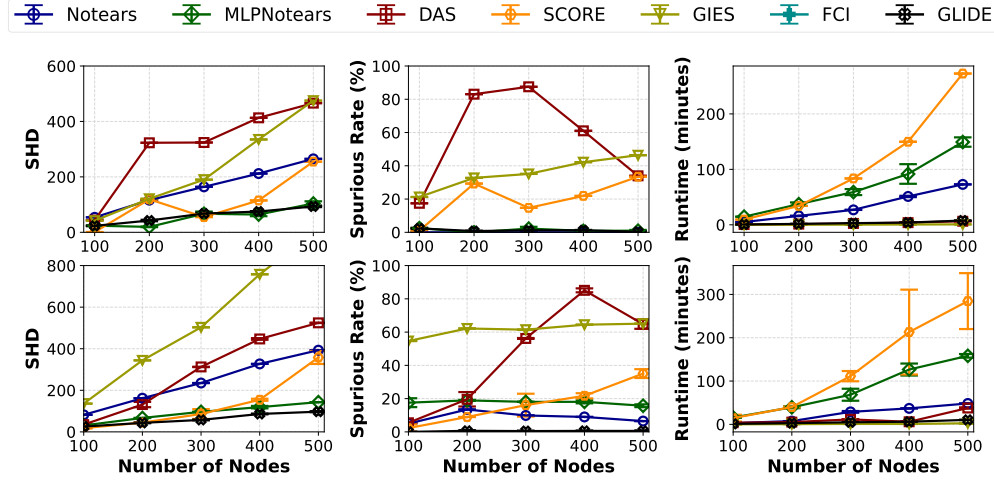 Notears MLPNotears DAS SCORE GIES FCI GLIDE
SHD
600
400
200
0
100 200 300 400 500
Spurious Rate (%)
100
80
60
40
20
0
100 200 300 400 500
Runtime (minutes)
200
100
0
100 200 300 400 500
SHD
800
600
400
200
0
100 200 300 400 500
Number of Nodes
Spurious Rate (%)
100
80
60
40
20
0
100 200 300 400 500
Number of Nodes
Runtime (minutes)
300
200
100
0
100 200 300 400 500
Number of Nodes